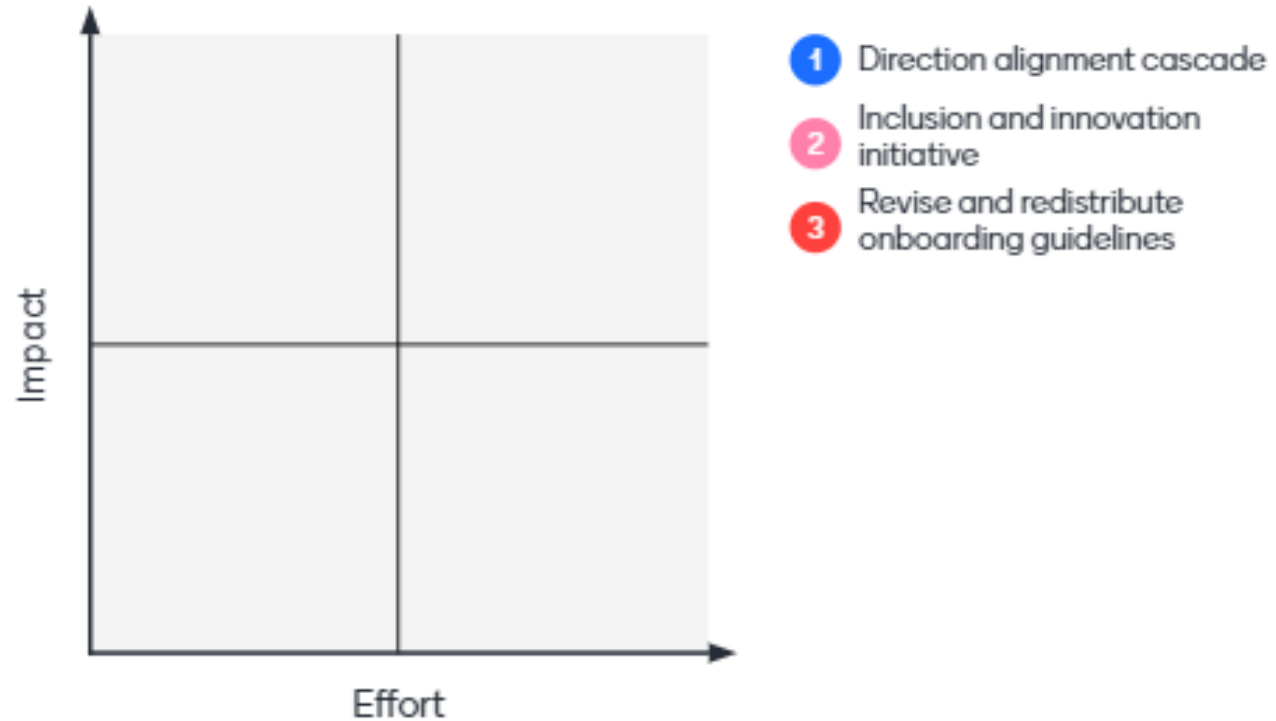 1 Direction alignment cascade
2 Inclusion and innovation
initiative
3 Revise and redistribute
onboarding guidelines
Impact
Effort